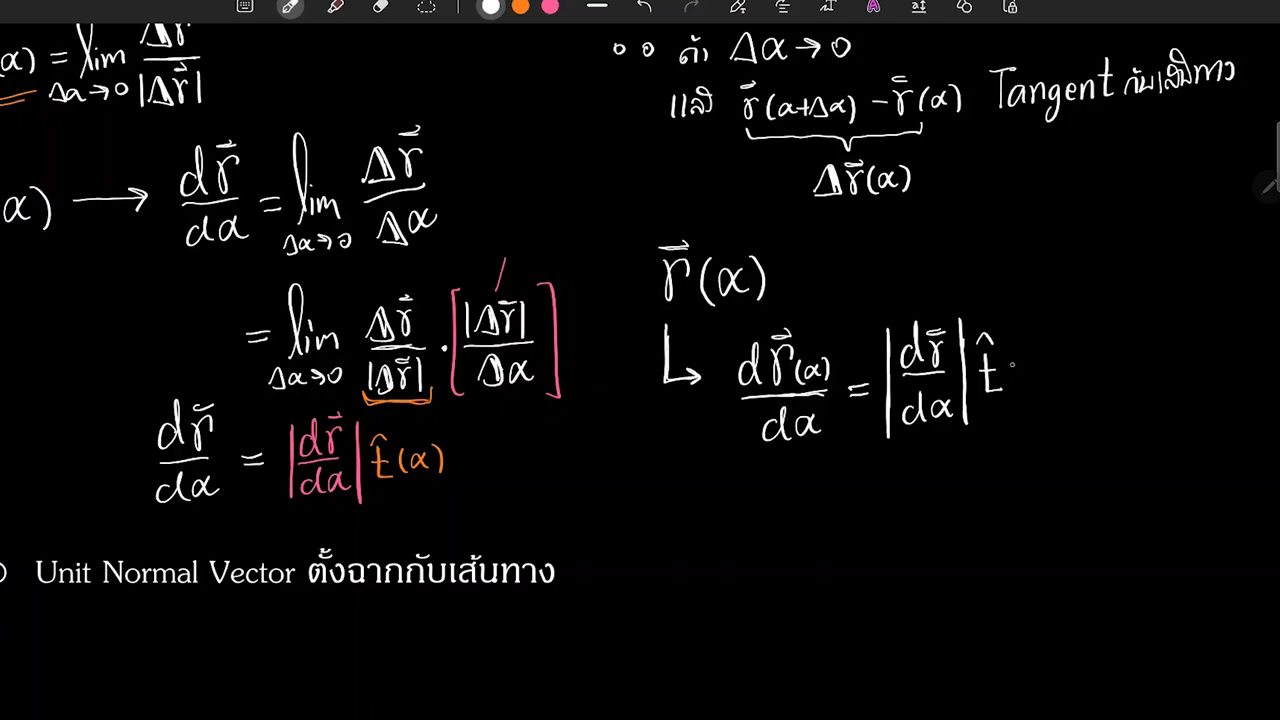 α) = lim Δα→0 Δr⃗ / |Δr⃗|
α) → dr⃗/dα = lim Δα→0 Δr⃗/Δα
= lim Δα→0 Δr⃗/|Δr̄| · [|Δr̄|/Δα]
dr̄/dα = |dr⃗/dα| t̂(α)
Unit Normal Vector ตั้งฉากกับเส้นทาง
ถ้า Δα → 0
แล้ว r⃗(α+Δα) - r̄(α) Tangent กับเส้นทาง
Δr⃗(α)
r⃗(α)
↳ dr⃗(α)/dα = |dr̄/dα| t̂